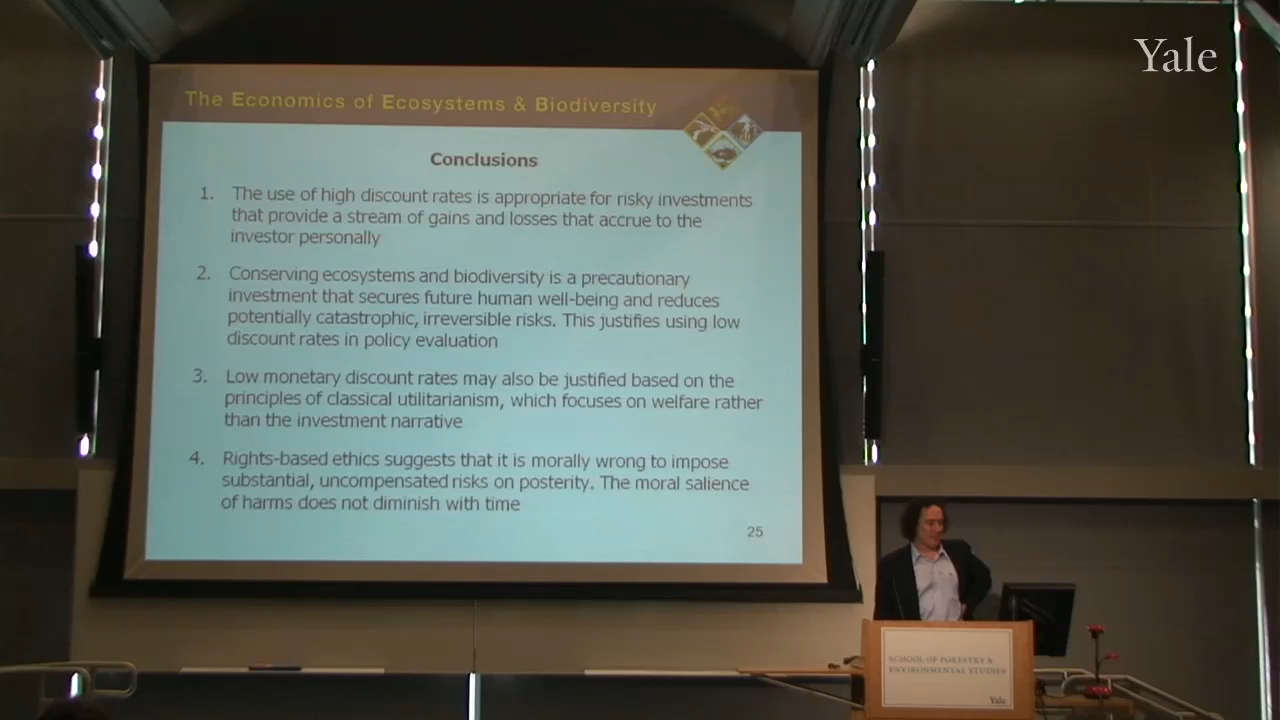 Yale
The Economics of Ecosystems & Biodiversity
Conclusions
1. The use of high discount rates is appropriate for risky investments
that provide a stream of gains and losses that accrue to the
investor personally
2. Conserving ecosystems and biodiversity is a precautionary
investment that secures future human well-being and reduces
potentially catastrophic, irreversible risks. This justifies using low
discount rates in policy evaluation
3. Low monetary discount rates may also be justified based on the
principles of classical utilitarianism, which focuses on welfare rather
than the investment narrative
4. Rights-based ethics suggests that it is morally wrong to impose
substantial, uncompensated risks on posterity. The moral salience
of harms does not diminish with time
25
SCHOOL OF FORESTRY &
ENVIRONMENTAL STUDIES
Yale